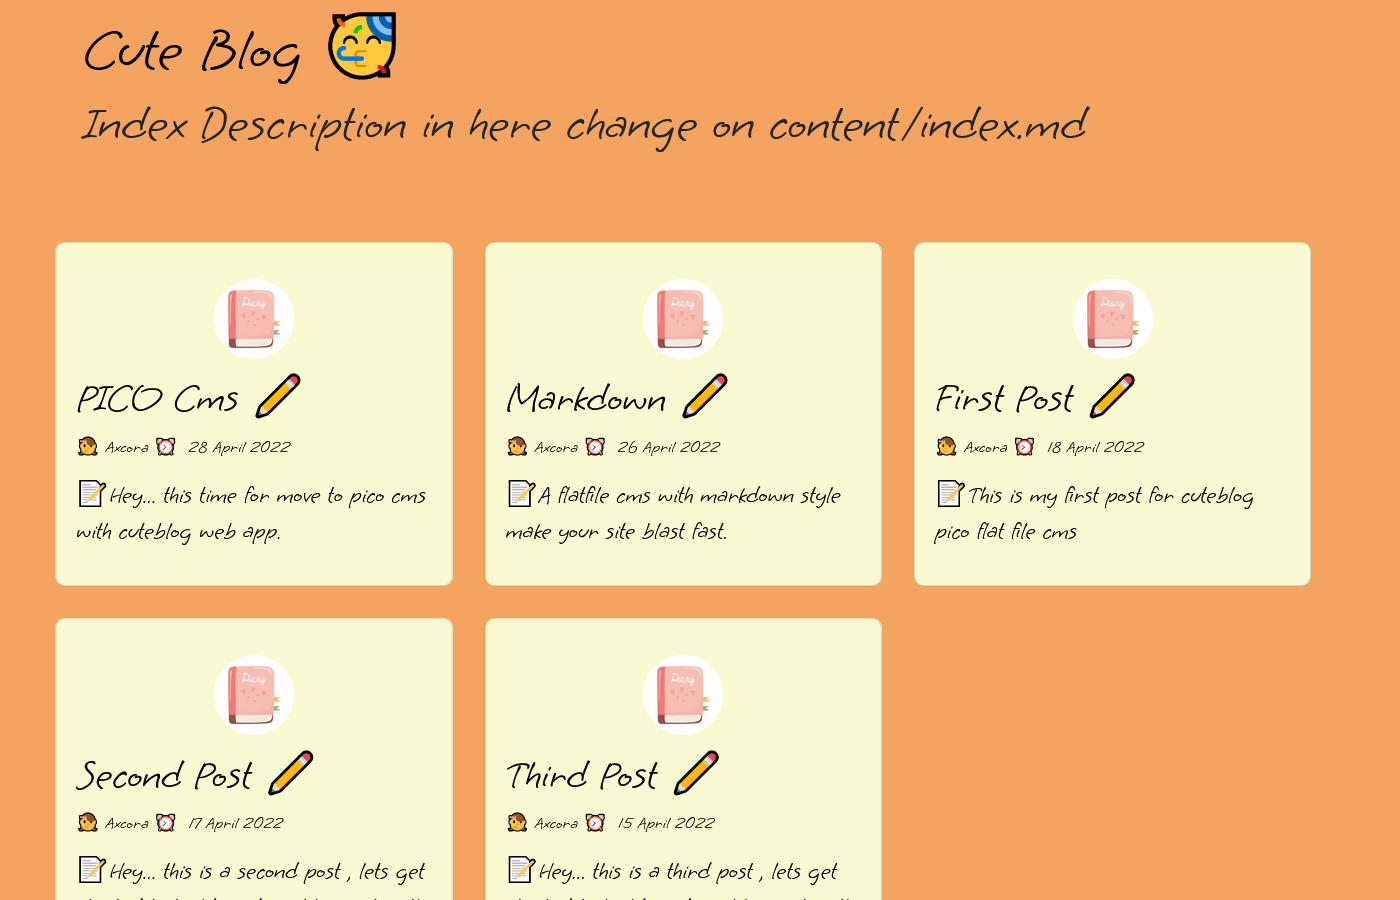 Cute Blog 🥳
Index Description in here change on content/index.md
Diary
PICO Cms ✏️
👧 Axcora ⏰ 28 April 2022
📝Hey... this time for move to pico cms
with cuteblog web app.
Diary
Markdown ✏️
👧 Axcora ⏰ 26 April 2022
📝A flatfile cms with markdown style
make your site blast fast.
Diary
First Post ✏️
👧 Axcora ⏰ 18 April 2022
📝This is my first post for cuteblog
pico flat file cms
Diary
Second Post ✏️
👧 Axcora ⏰ 17 April 2022
📝Hey... this is a second post , lets get
Diary
Third Post ✏️
👧 Axcora ⏰ 15 April 2022
📝Hey... this is a third post , lets get